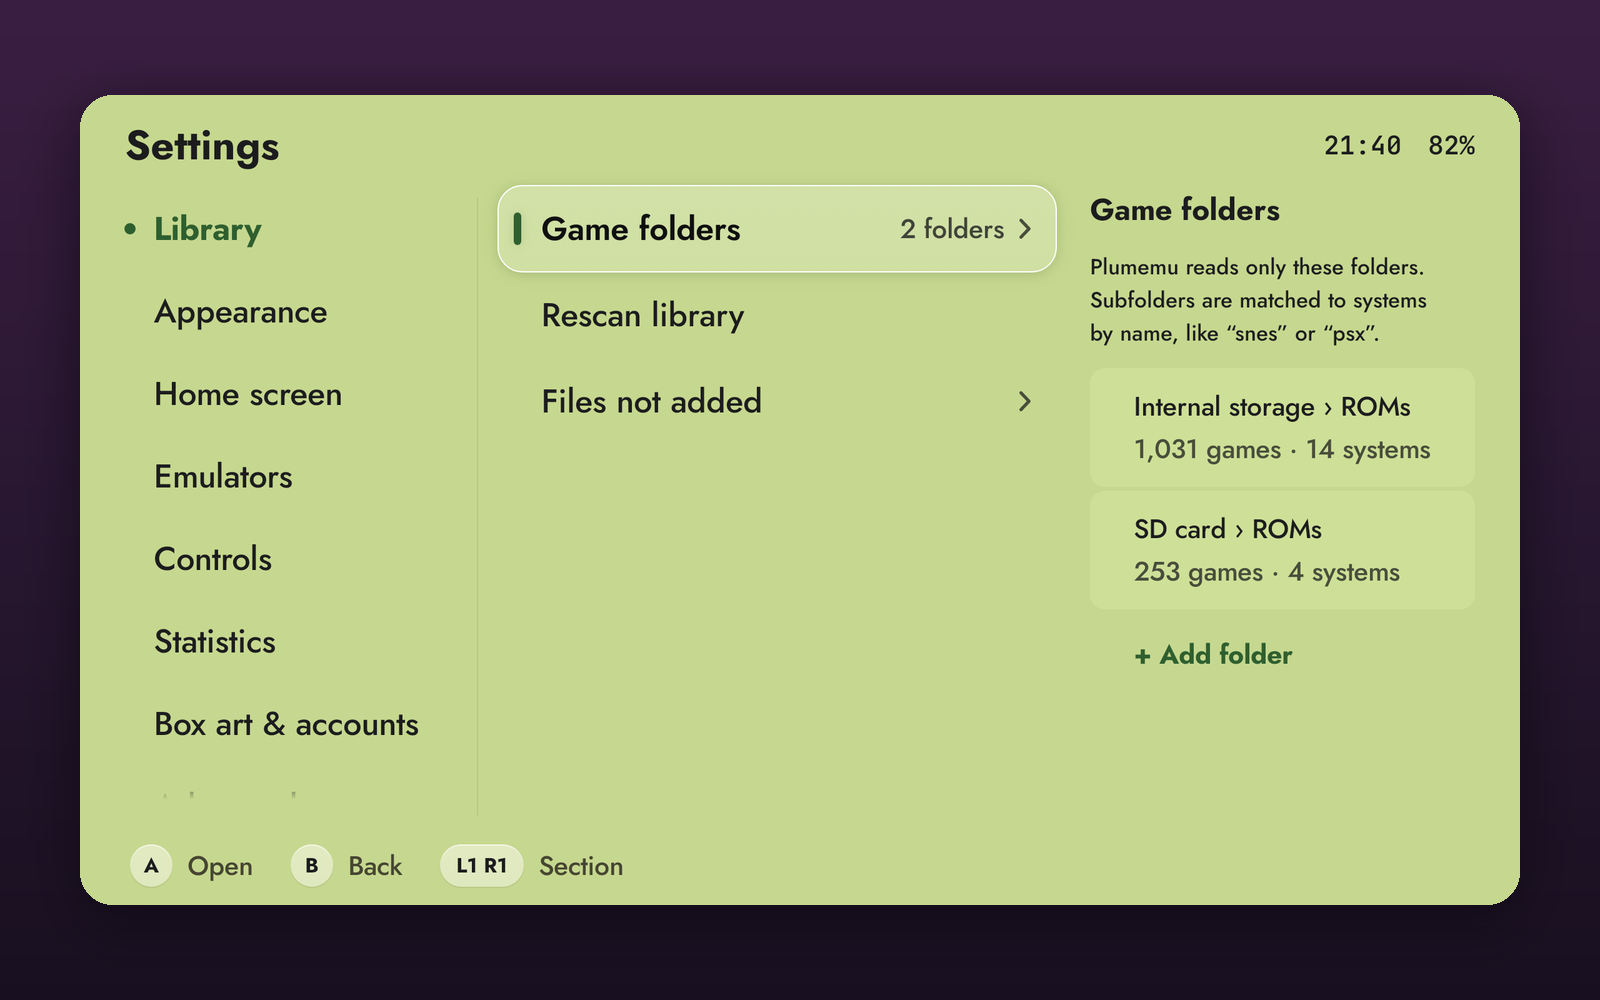 Settings
21:40 82%
Library
Appearance
Home screen
Emulators
Controls
Statistics
Box art & accounts
Game folders 2 folders
Rescan library
Files not added
Game folders
Plumemu reads only these folders.
Subfolders are matched to systems
by name, like “snes” or “psx”.
Internal storage › ROMs
1,031 games · 14 systems
SD card › ROMs
253 games · 4 systems
+ Add folder
A Open B Back L1 R1 Section